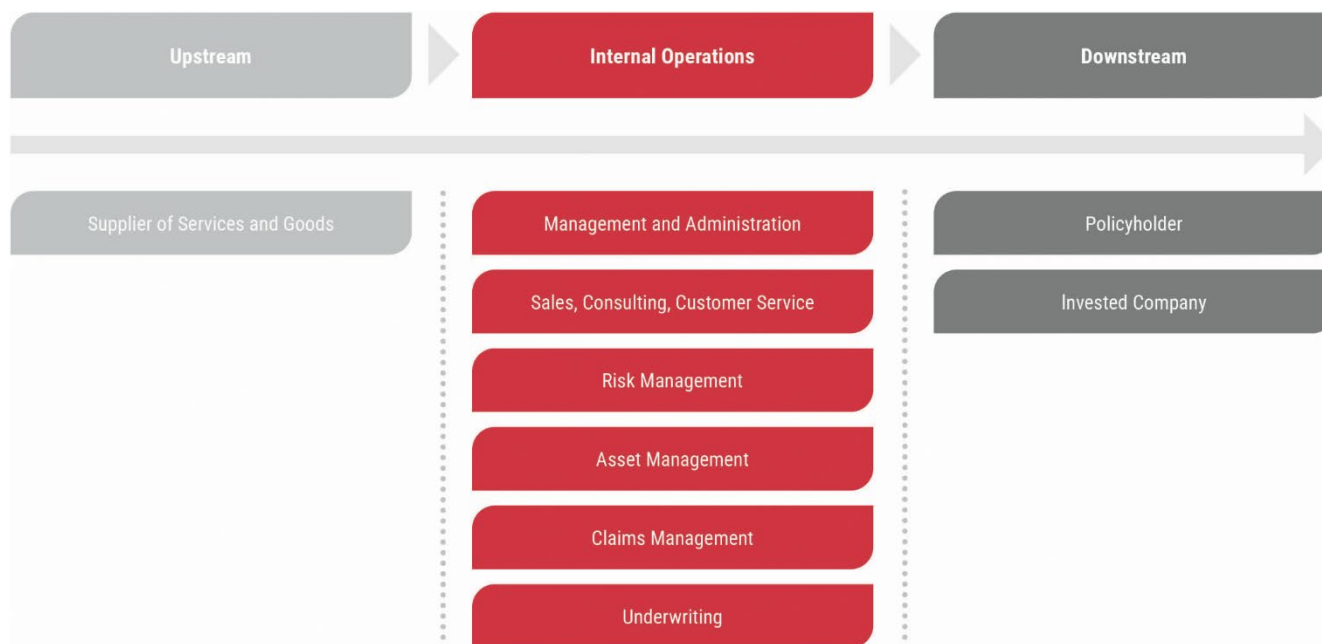 Upstream
Internal Operations
Downstream
Supplier of Services and Goods
Management and Administration
Policyholder
Sales, Consulting, Customer Service
Invested Company
Risk Management
Asset Management
Claims Management
Underwriting